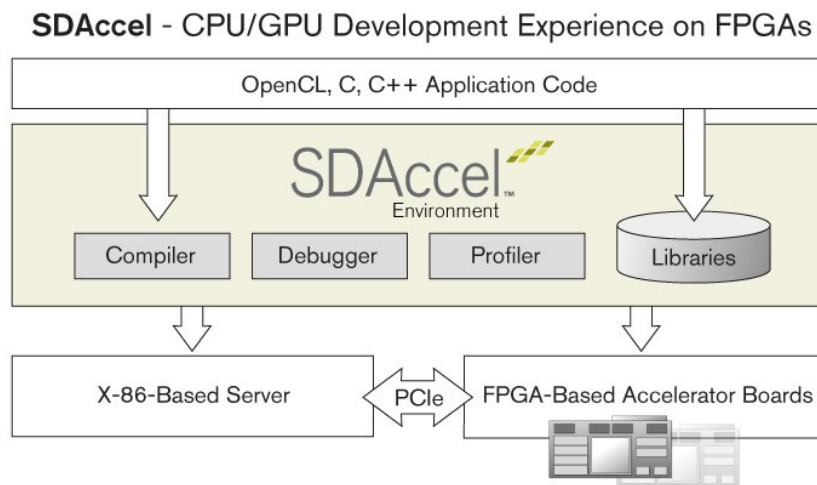 SDAccel - CPU/GPU Development Experience on FPGAs
OpenCL, C, C++ Application Code
SDAccel™
Environment
Compiler
Debugger
Profiler
Libraries
X-86-Based Server
PCIe
FPGA-Based Accelerator Boards